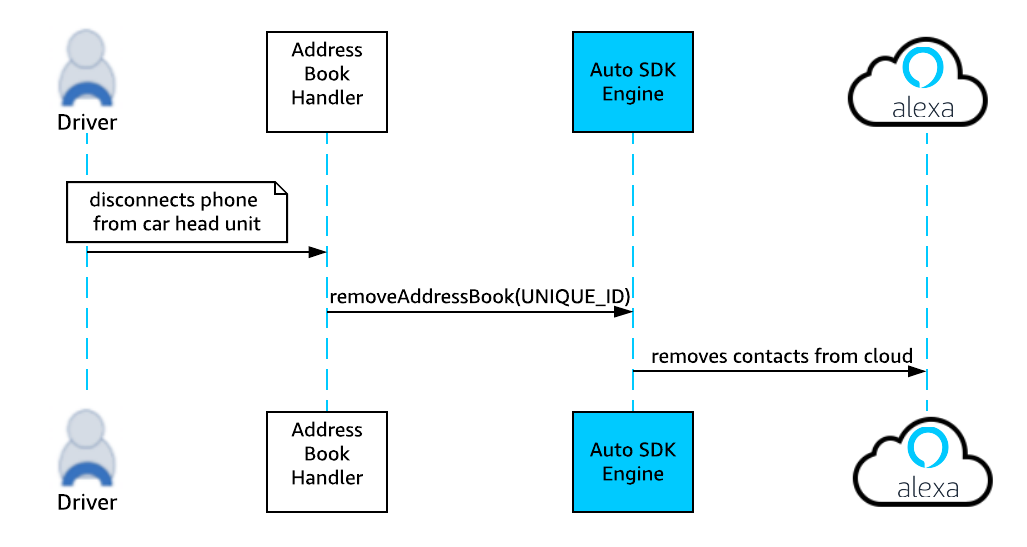 Driver
Address
Book
Handler
Auto SDK
Engine
alexa
disconnects phone
from car head unit
removeAddressBook(UNIQUE_ID)
removes contacts from cloud
Driver
Address
Book
Handler
Auto SDK
Engine
alexa